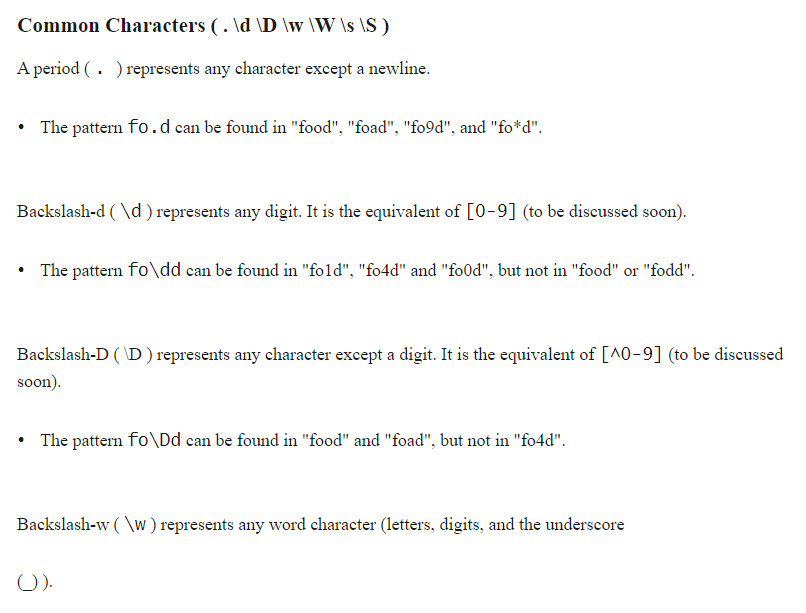 Common Characters ( . \d \D \w \W \s \S )
A period ( . ) represents any character except a newline.
• The pattern fo.d can be found in "food", "foad", "fo9d", and "fo*d".
Backslash-d ( \d ) represents any digit. It is the equivalent of [0-9] (to be discussed soon).
• The pattern fo\dd can be found in "fo1d", "fo4d" and "fo0d", but not in "food" or "fodd".
Backslash-D ( \D ) represents any character except a digit. It is the equivalent of [^0-9] (to be discussed
soon).
• The pattern fo\Dd can be found in "food" and "foad", but not in "fo4d".
Backslash-w ( \w ) represents any word character (letters, digits, and the underscore
(_) ).